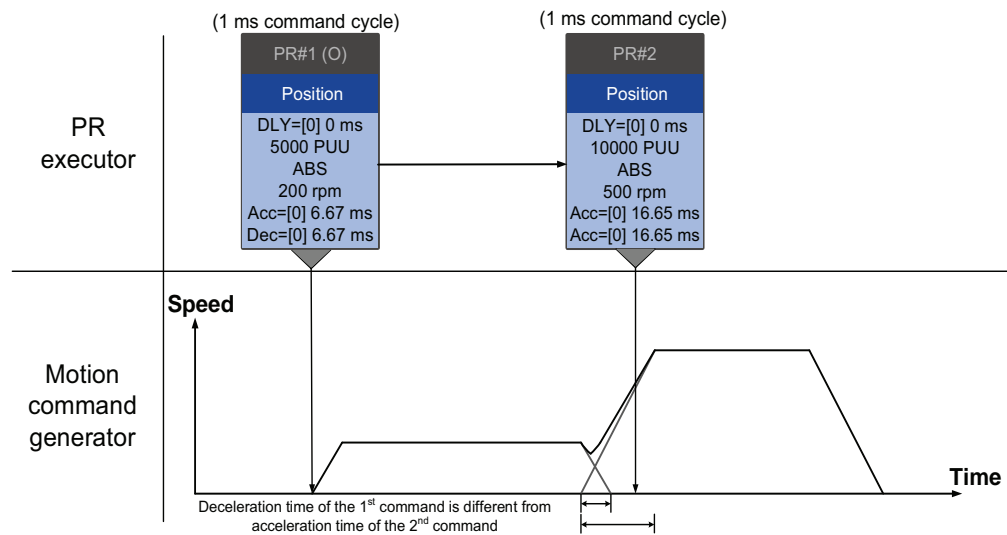 (1 ms command cycle)
(1 ms command cycle)
PR
executor
PR#1 (O)
Position
DLY=[0] 0 ms
5000 PUU
ABS
200 rpm
Acc=[0] 6.67 ms
Dec=[0] 6.67 ms
PR#2
Position
DLY=[0] 0 ms
10000 PUU
ABS
500 rpm
Acc=[0] 16.65 ms
Acc=[0] 16.65 ms
Motion
command
generator
Speed
Time
Deceleration time of the 1st command is different from
acceleration time of the 2nd command